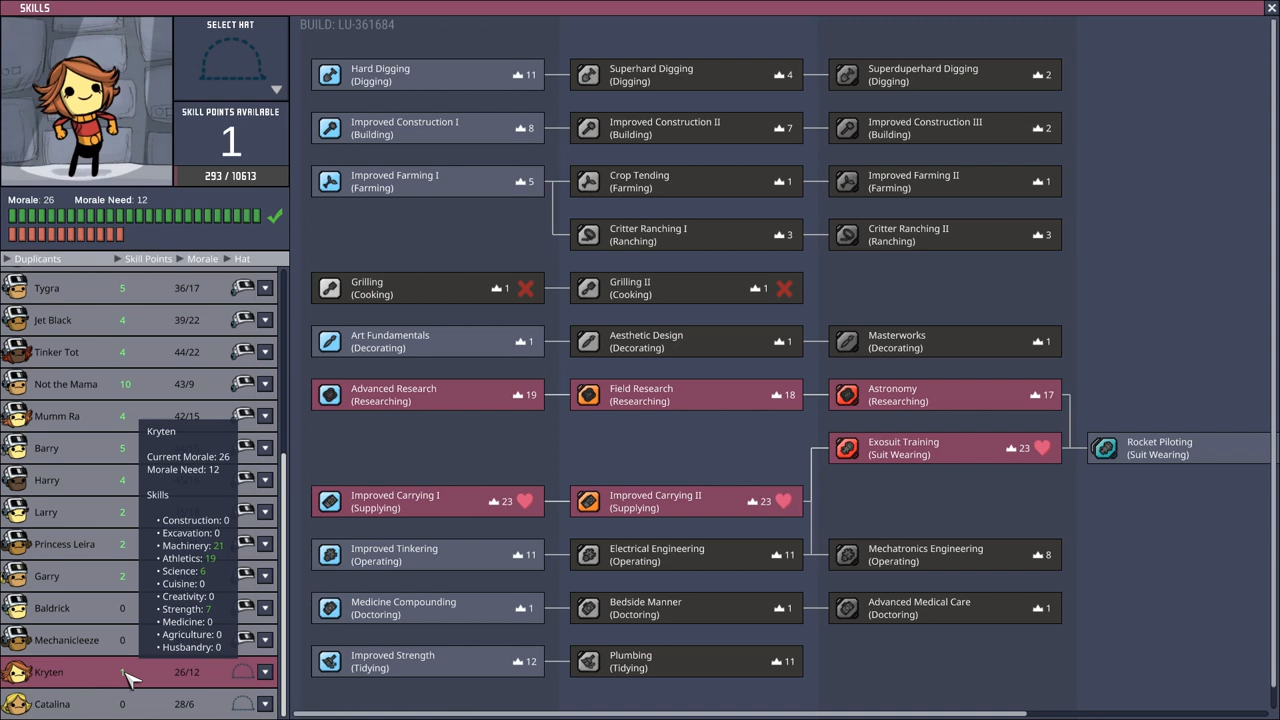 SKILLS
SELECT HAT
SKILL POINTS AVAILABLE
1
293 / 10613
Morale: 26 Morale Need: 12
Duplicants Skill Points Morale Hat
Tygra 5 36/17
Jet Black 4 39/22
Tinker Tot 4 44/22
Not the Mama 10 43/9
Mumm Ra 4 42/15
Barry 5
Harry 4
Larry 2
Princess Leira 2
Garry 2
Baldrick 0
Mechanicleeze 0
Kryten 1 26/12
Catalina 0 28/6
Kryten
Current Morale: 26
Morale Need: 12
Skills
• Construction: 0
• Excavation: 0
• Machinery: 21
• Athletics: 19
• Science: 6
• Cuisine: 0
• Creativity: 0
• Strength: 7
• Medicine: 0
• Agriculture: 0
• Husbandry: 0
BUILD: LU-361684
Hard Digging
(Digging)
11
Superhard Digging
(Digging)
4
Superduperhard Digging
(Digging)
2
Improved Construction I
(Building)
8
Improved Construction II
(Building)
7
Improved Construction III
(Building)
2
Improved Farming I
(Farming)
5
Crop Tending
(Farming)
1
Improved Farming II
(Farming)
1
Critter Ranching I
(Ranching)
3
Critter Ranching II
(Ranching)
3
Grilling
(Cooking)
1
Grilling II
(Cooking)
1
Art Fundamentals
(Decorating)
1
Aesthetic Design
(Decorating)
1
Masterworks
(Decorating)
1
Advanced Research
(Researching)
19
Field Research
(Researching)
18
Astronomy
(Researching)
17
Exosuit Training
(Suit Wearing)
23
Rocket Piloting
(Suit Wearing)
Improved Carrying I
(Supplying)
23
Improved Carrying II
(Supplying)
23
Improved Tinkering
(Operating)
11
Electrical Engineering
(Operating)
11
Mechatronics Engineering
(Operating)
8
Medicine Compounding
(Doctoring)
1
Bedside Manner
(Doctoring)
1
Advanced Medical Care
(Doctoring)
1
Improved Strength
(Tidying)
12
Plumbing
(Tidying)
11